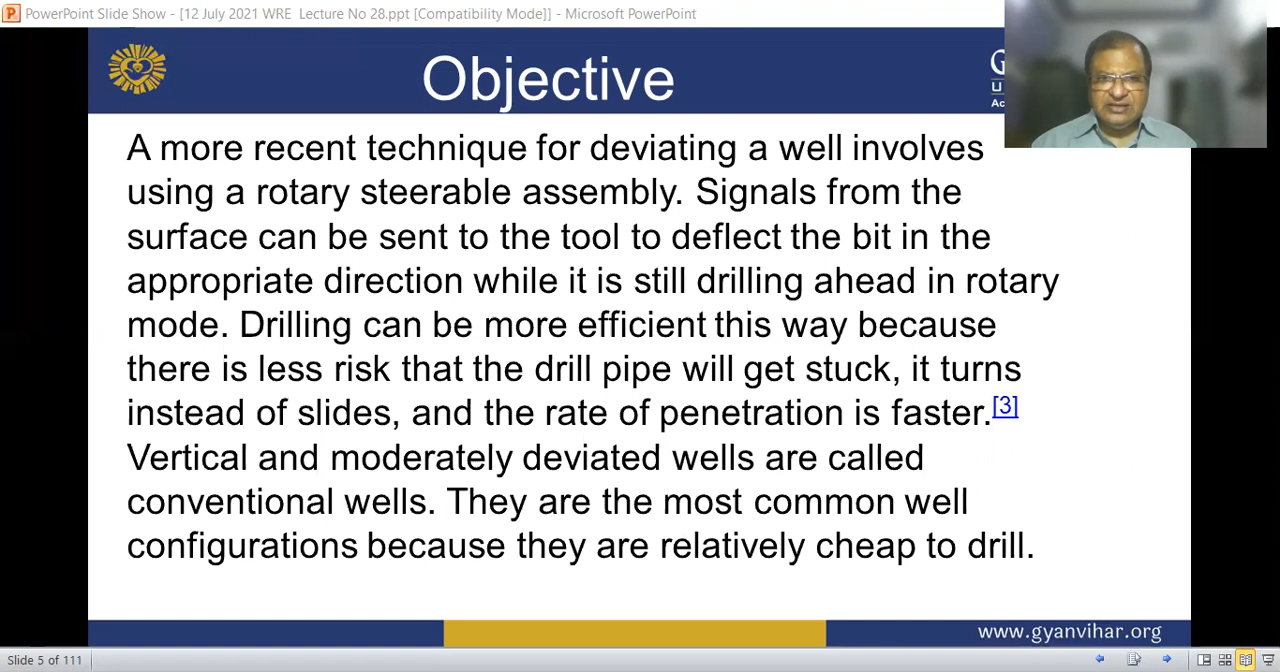 PowerPoint Slide Show - [12 July 2021 WRE Lecture No 28.ppt [Compatibility Mode]] - Microsoft PowerPoint
Objective
A more recent technique for deviating a well involves
using a rotary steerable assembly. Signals from the
surface can be sent to the tool to deflect the bit in the
appropriate direction while it is still drilling ahead in rotary
mode. Drilling can be more efficient this way because
there is less risk that the drill pipe will get stuck, it turns
instead of slides, and the rate of penetration is faster.[3]
Vertical and moderately deviated wells are called
conventional wells. They are the most common well
configurations because they are relatively cheap to drill.
www.gyanvihar.org
Slide 5 of 111